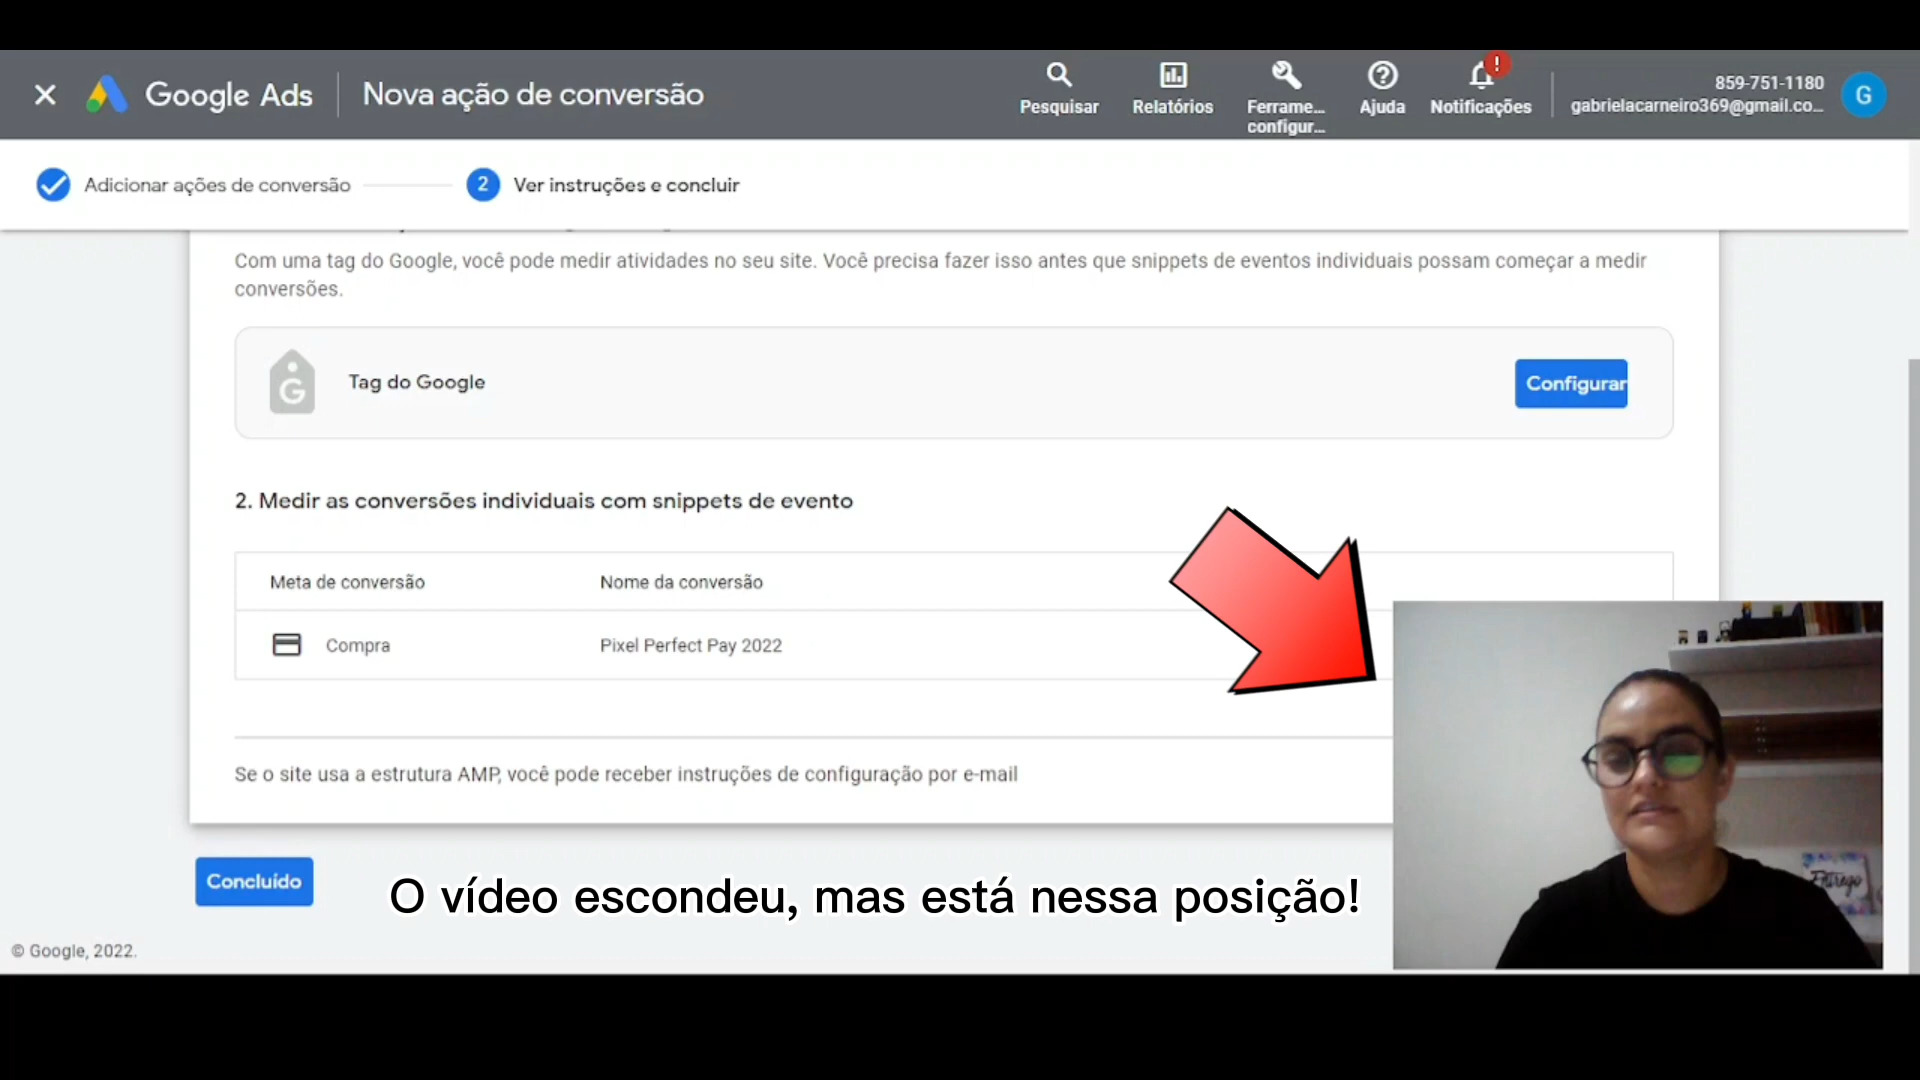 Google Ads
Nova ação de conversão
Pesquisar
Relatórios
Ferrame...
configur...
Ajuda
!
Notificações
859-751-1180
gabrielacarneiro369@gmail.co...
G
Adicionar ações de conversão
2
Ver instruções e concluir
Com uma tag do Google, você pode medir atividades no seu site. Você precisa fazer isso antes que snippets de eventos individuais possam começar a medir
conversões.
G
Tag do Google
Configurar
2. Medir as conversões individuais com snippets de evento
Meta de conversão
Nome da conversão
Compra
Pixel Perfect Pay 2022
Se o site usa a estrutura AMP, você pode receber instruções de configuração por e-mail
Concluído
O vídeo escondeu, mas está nessa posição!
© Google, 2022.